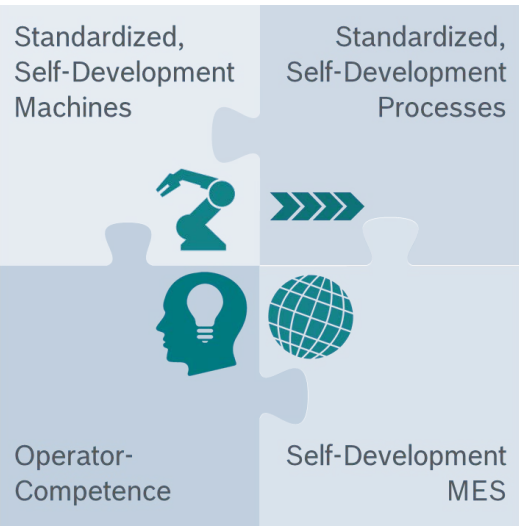 Standardized,
Self-Development
Machines
Standardized,
Self-Development
Processes
Operator-
Competence
Self-Development
MES